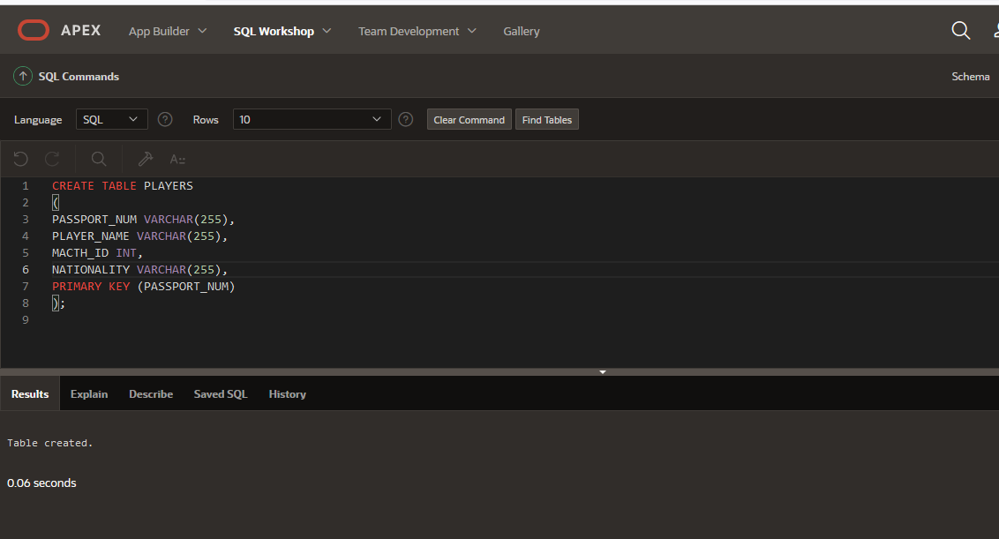 APEX App Builder SQL Workshop Team Development Gallery
SQL Commands Schema
Language SQL ? Rows 10 ? Clear Command Find Tables
A
1 CREATE TABLE PLAYERS
2 (
3 PASSPORT_NUM VARCHAR(255),
4 PLAYER_NAME VARCHAR(255),
5 MACTH_ID INT,
6 NATIONALITY VARCHAR(255),
7 PRIMARY KEY (PASSPORT_NUM)
8 );
9
Results Explain Describe Saved SQL History
Table created.
0.06 seconds